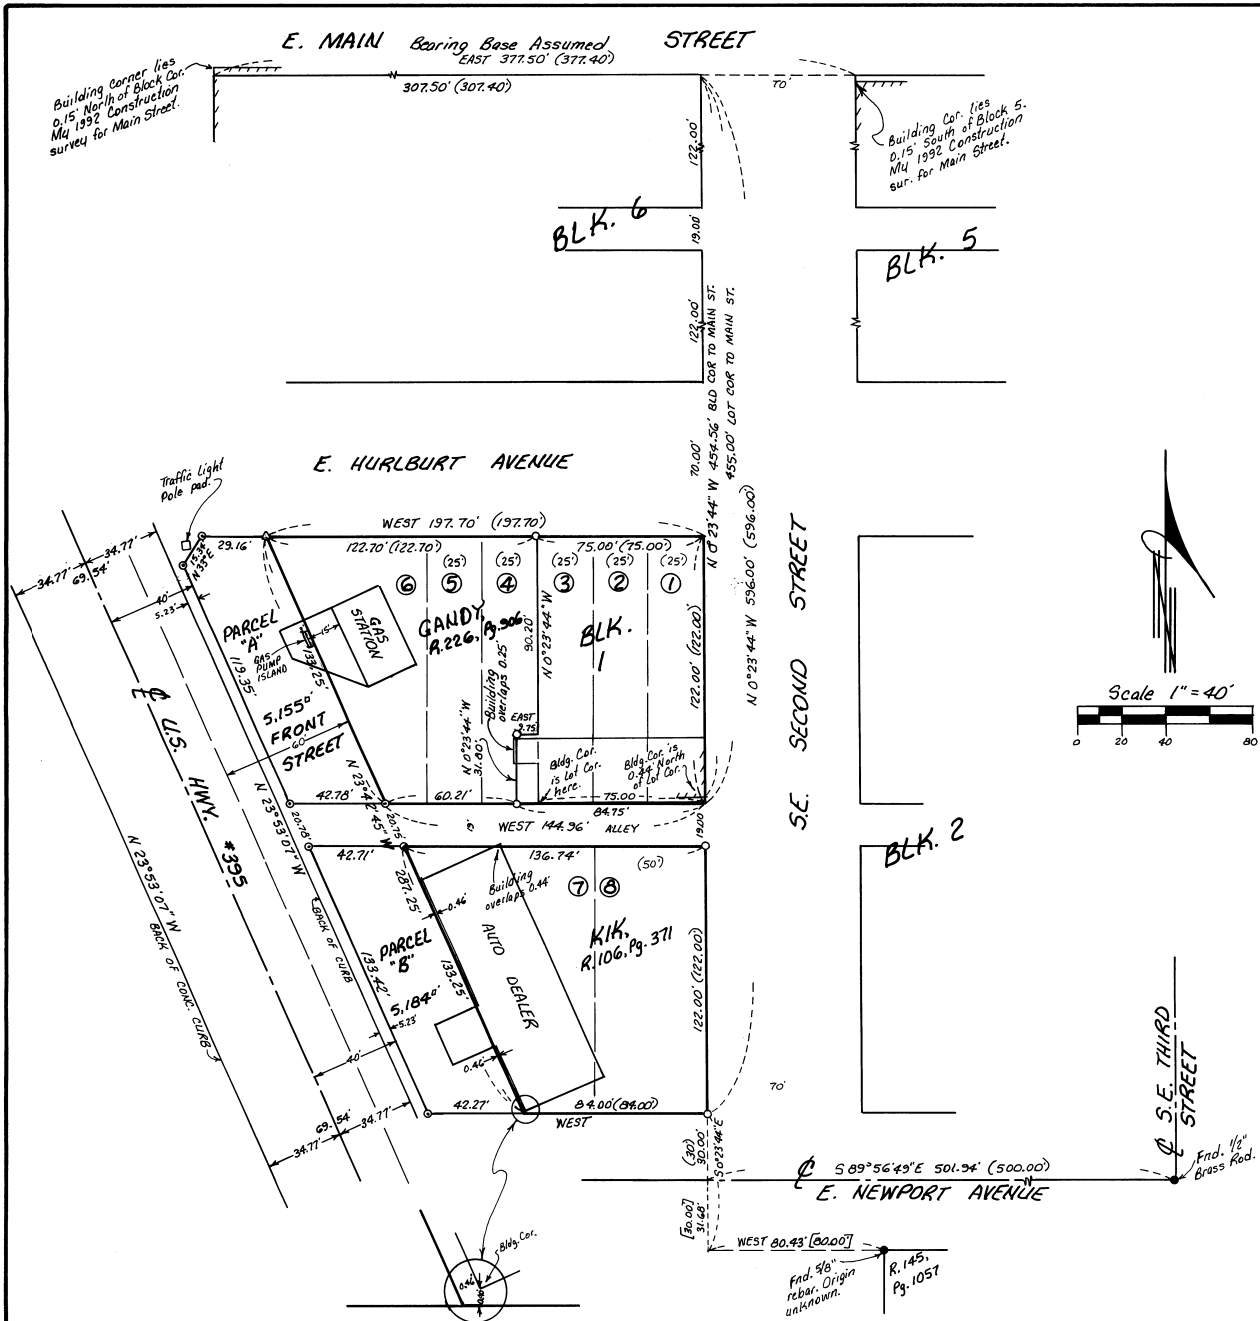 E. MAIN Bearing Base Assumed STREET
EAST 377.50' (377.40')
307.50' (307.40')
70'
Building Corner lies
0.15' North of Block Cor.
My 1992 Construction
survey for Main Street.
Building Cor. lies
0.15' South of Block 5.
My 1992 Construction
sur. for Main Street.
122.00'
19.00'
122.00'
BLK. 6
BLK. 5
N 0°23'44" W 454.56' BLD COR TO MAIN ST.
455.00' LOT COR TO MAIN ST.
70.00'
N 0°23'44" W 596.00' (596.00')
E. HURLBURT AVENUE
Traffic Light
Pole pad.
WEST 197.70' (197.70')
29.16'
122.70' (122.70')
75.00' (75.00')
15.34'
N 33° E
(25') (25') (25') (25') (25')
6 5 4 3 2 1
34.77' 34.77'
69.54'
40'
5.23'
PARCEL
"A"
119.35'
GAS
PUMP
ISLAND
15'
GAS
STATION
133.25'
GANDY,
R.226, Pg.906
BLK.
1
90.20'
N 0°23'44" W
122.00' (122.00')
5,155□'
FRONT
60'
STREET
Building
overlaps 0.25'
EAST
9.75'
N 0°23'44" W
31.80'
Bldg. Cor.
is Lot Cor.
here.
Bldg. Cor. is
0.44' North
of Lot Cor.
75.00
84.75'
42.78'
60.21'
WEST 144.96' ALLEY
19.00'
20.78'
20.75'
N 23°42'45" W
287.25'
N 23°53'07" W
BACK OF CURB
℄ U.S. HWY. #395
N 23°53'07" W
BACK OF CONC. CURB
42.71'
136.74'
(50')
Building
overlaps 0.44'
7 8
0.46'
KIK,
R.106, Pg. 371
AUTO DEALER
PARCEL
"B"
133.42'
133.25'
5,184□'
5.23'
0.46'
40'
122.00' (122.00')
42.27'
84.00' (84.00')
WEST
69.54'
34.77' 34.77'
S.E. SECOND STREET
BLK. 2
70'
Scale 1" = 40'
0 20 40 80
℄ S.E. THIRD
STREET
Fnd. 1/2"
Brass Rod.
℄ S 89°56'49" E 501.94' (500.00')
E. NEWPORT AVENUE
(30')
30.00'
S 0°23'44" E
[30.00']
31.68'
WEST 80.43' [80.00']
Fnd. 5/8"
rebar. Origin
unknown.
R.145,
Pg. 1057
Bldg. Cor.
0.46'